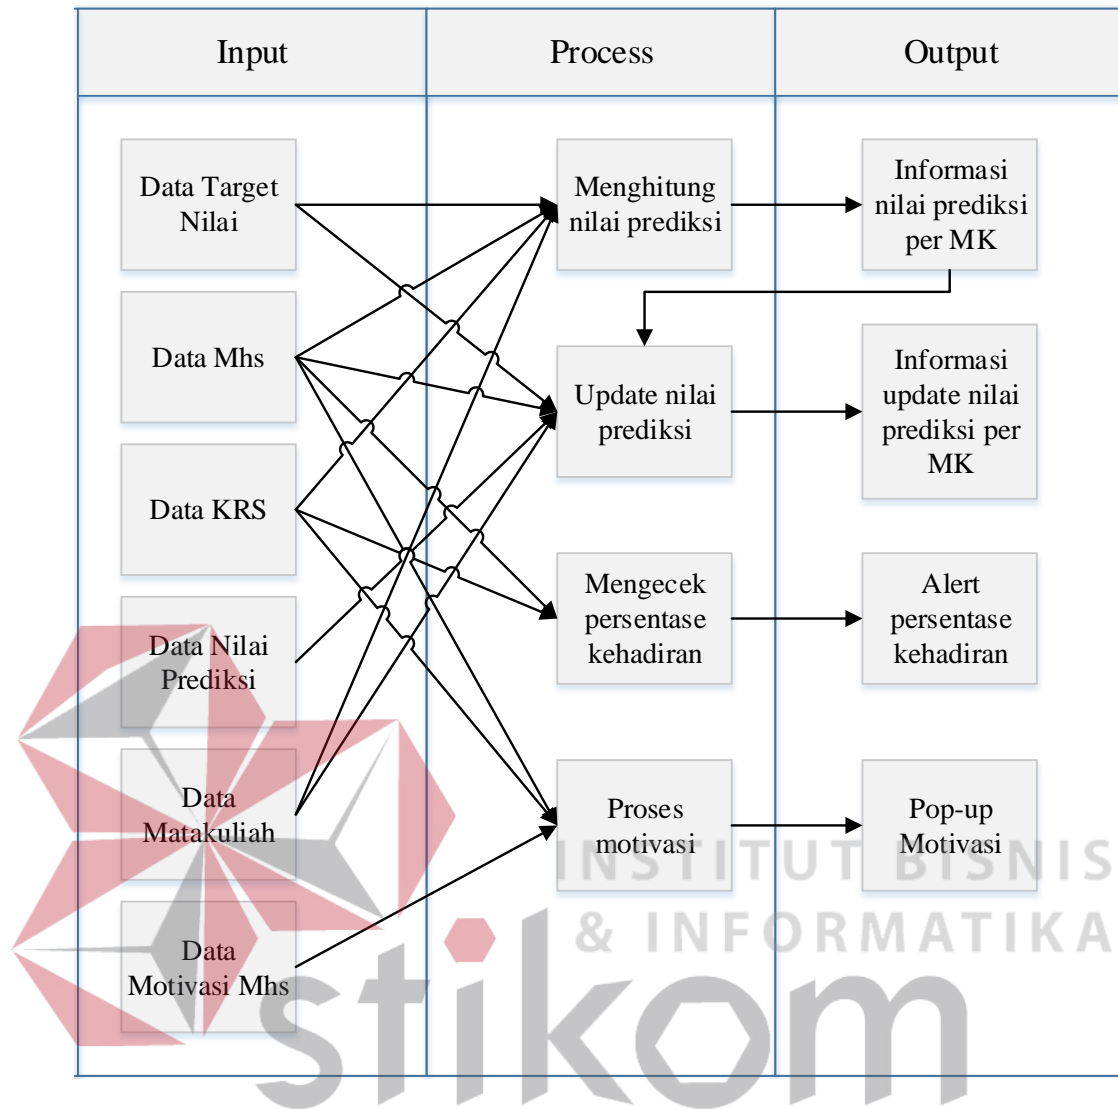 Input
Process
Output
Data Target
Nilai
Menghitung
nilai prediksi
Informasi
nilai prediksi
per MK
Data Mhs
Update nilai
prediksi
Informasi
update nilai
prediksi per
MK
Data KRS
Mengecek
persentase
kehadiran
Alert
persentase
kehadiran
Data Nilai
Prediksi
Data
Matakuliah
Proses
motivasi
Pop-up
Motivasi
Data
Motivasi Mhs
INSTITUT BISNIS
& INFORMATIKA
stikom